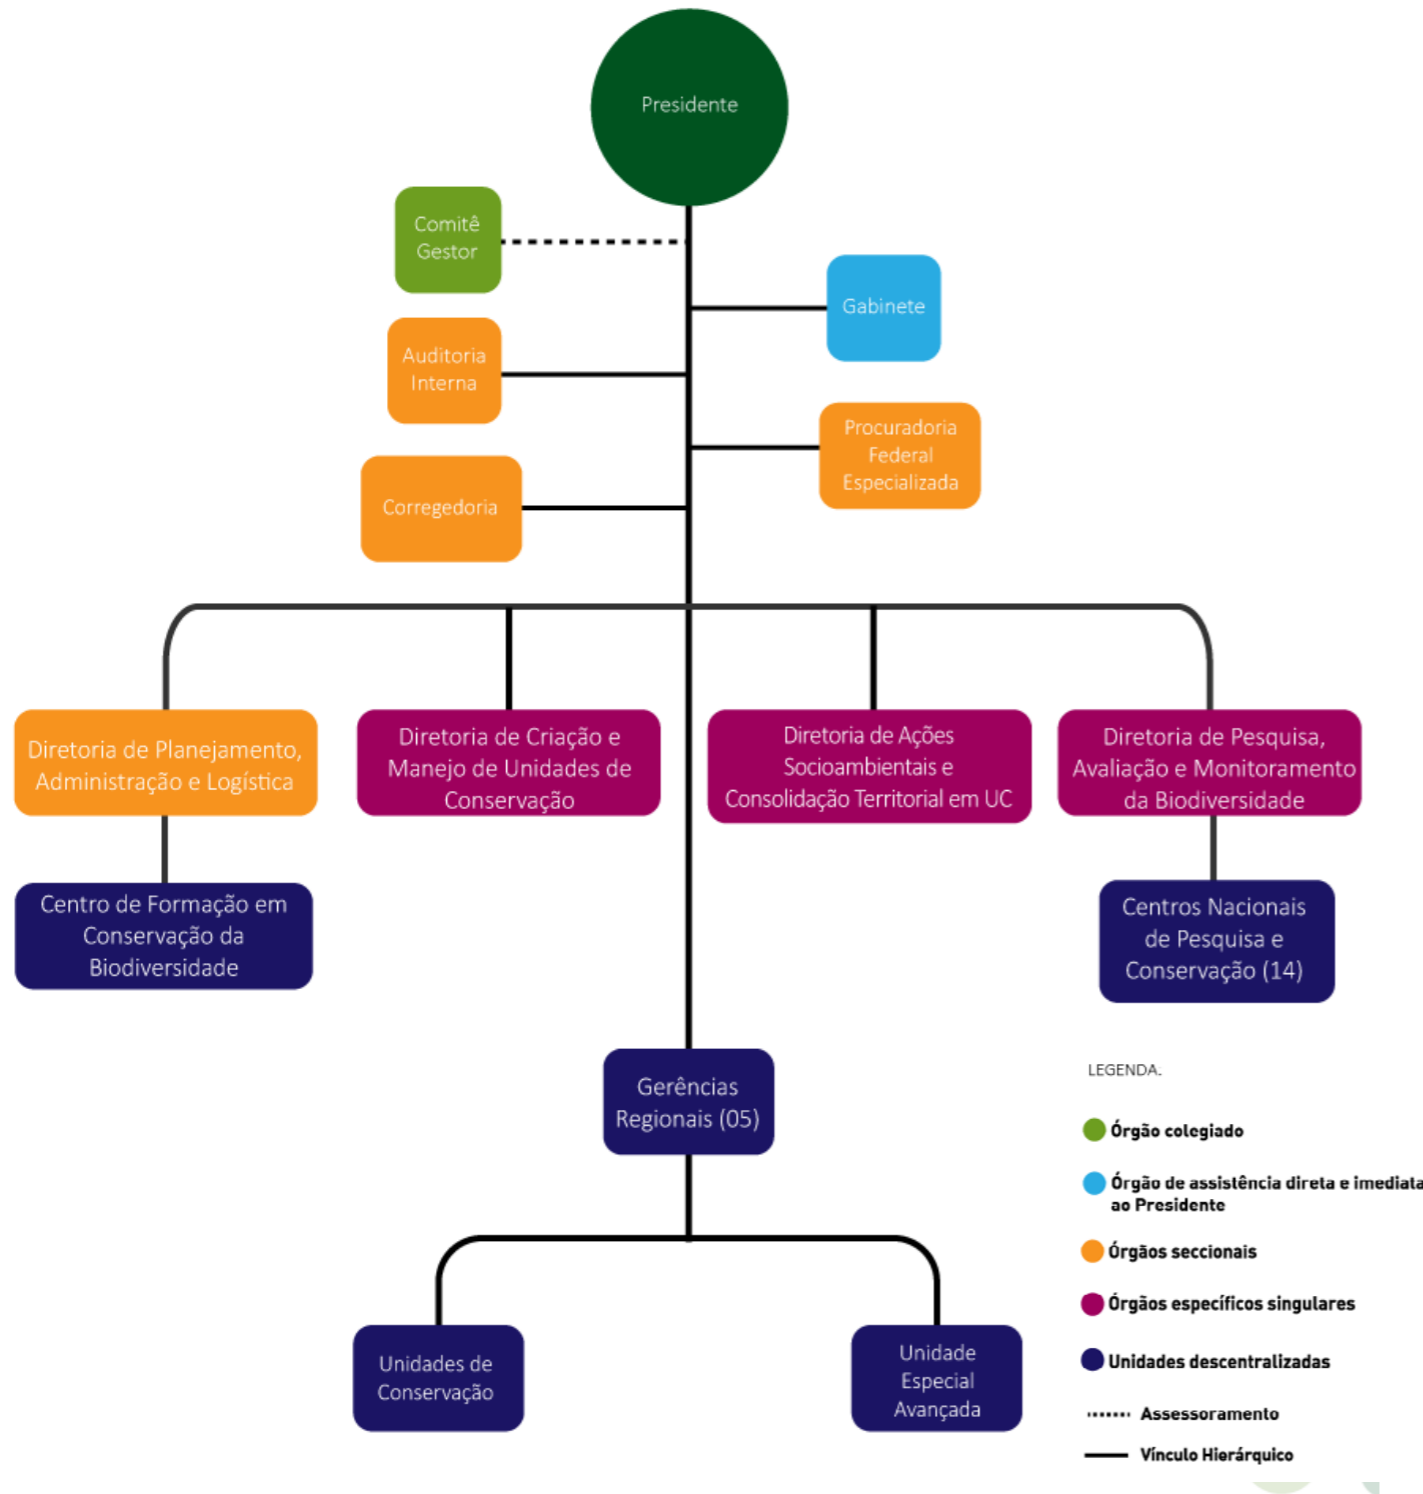 Presidente
Comitê
Gestor
Gabinete
Auditoria
Interna
Procuradoria
Federal
Especializada
Corregedoria
Diretoria de Planejamento,
Administração e Logística
Diretoria de Criação e
Manejo de Unidades de
Conservação
Diretoria de Ações
Socioambientais e
Consolidação Territorial em UC
Diretoria de Pesquisa,
Avaliação e Monitoramento
da Biodiversidade
Centro de Formação em
Conservação da
Biodiversidade
Centros Nacionais
de Pesquisa e
Conservação (14)
Gerências
Regionais (05)
Unidades de
Conservação
Unidade
Especial
Avançada
LEGENDA.
Órgão colegiado
Órgão de assistência direta e imediata
ao Presidente
Órgãos seccionais
Órgãos específicos singulares
Unidades descentralizadas
Assessoramento
Vínculo Hierárquico